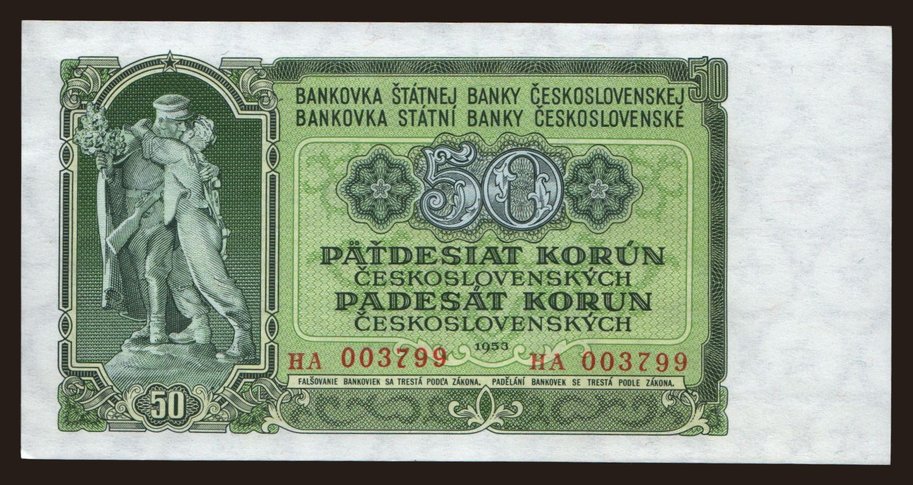 50
BANKOVKA ŠTÁTNEJ BANKY ČESKOSLOVENSKEJ
BANKOVKA STÁTNÍ BANKY ČESKOSLOVENSKÉ
50
PÄŤDESIAT KORÚN
ČESKOSLOVENSKÝCH
PADESÁT KORUN
ČESKOSLOVENSKÝCH
1953
HA 003799 HA 003799
FALŠOVANIE BANKOVIEK SA TRESTÁ PODĽA ZÁKONA. PADĚLÁNÍ BANKOVEK SE TRESTÁ PODLE ZÁKONA.
50